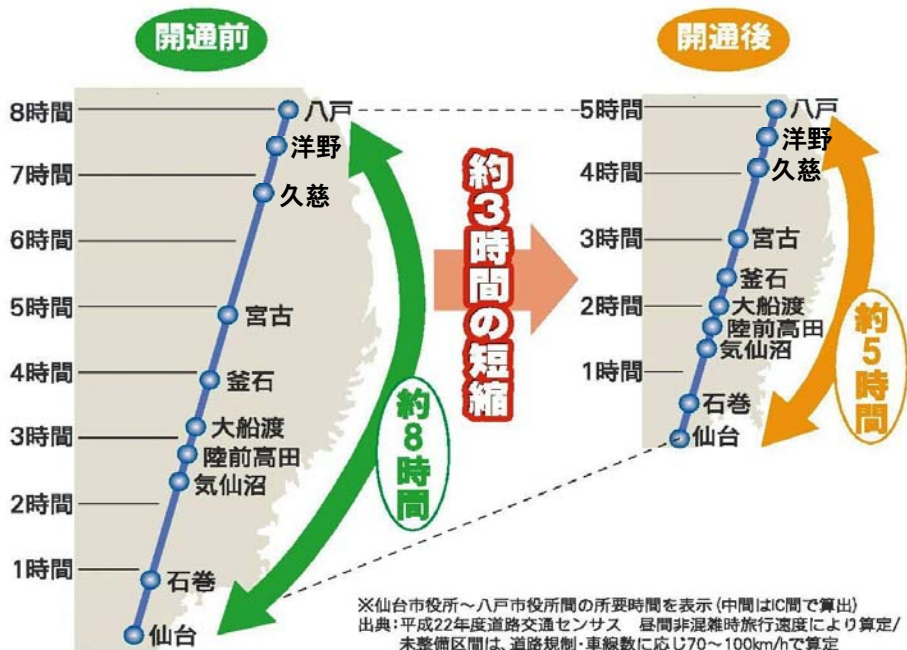 開通前
8時間
7時間
6時間
5時間
4時間
3時間
2時間
1時間
八戸
洋野
久慈
宮古
釜石
大船渡
陸前高田
気仙沼
石巻
仙台
約8時間
約3時間の短縮
開通後
5時間
4時間
3時間
2時間
1時間
八戸
洋野
久慈
宮古
釜石
大船渡
陸前高田
気仙沼
石巻
仙台
約5時間
※仙台市役所～八戸市役所間の所要時間を表示(中間はIC間で算出)
出典:平成22年度道路交通センサス 昼間非混雑時旅行速度により算定/
未整備区間は、道路規制・車線数に応じ70～100km/hで算定